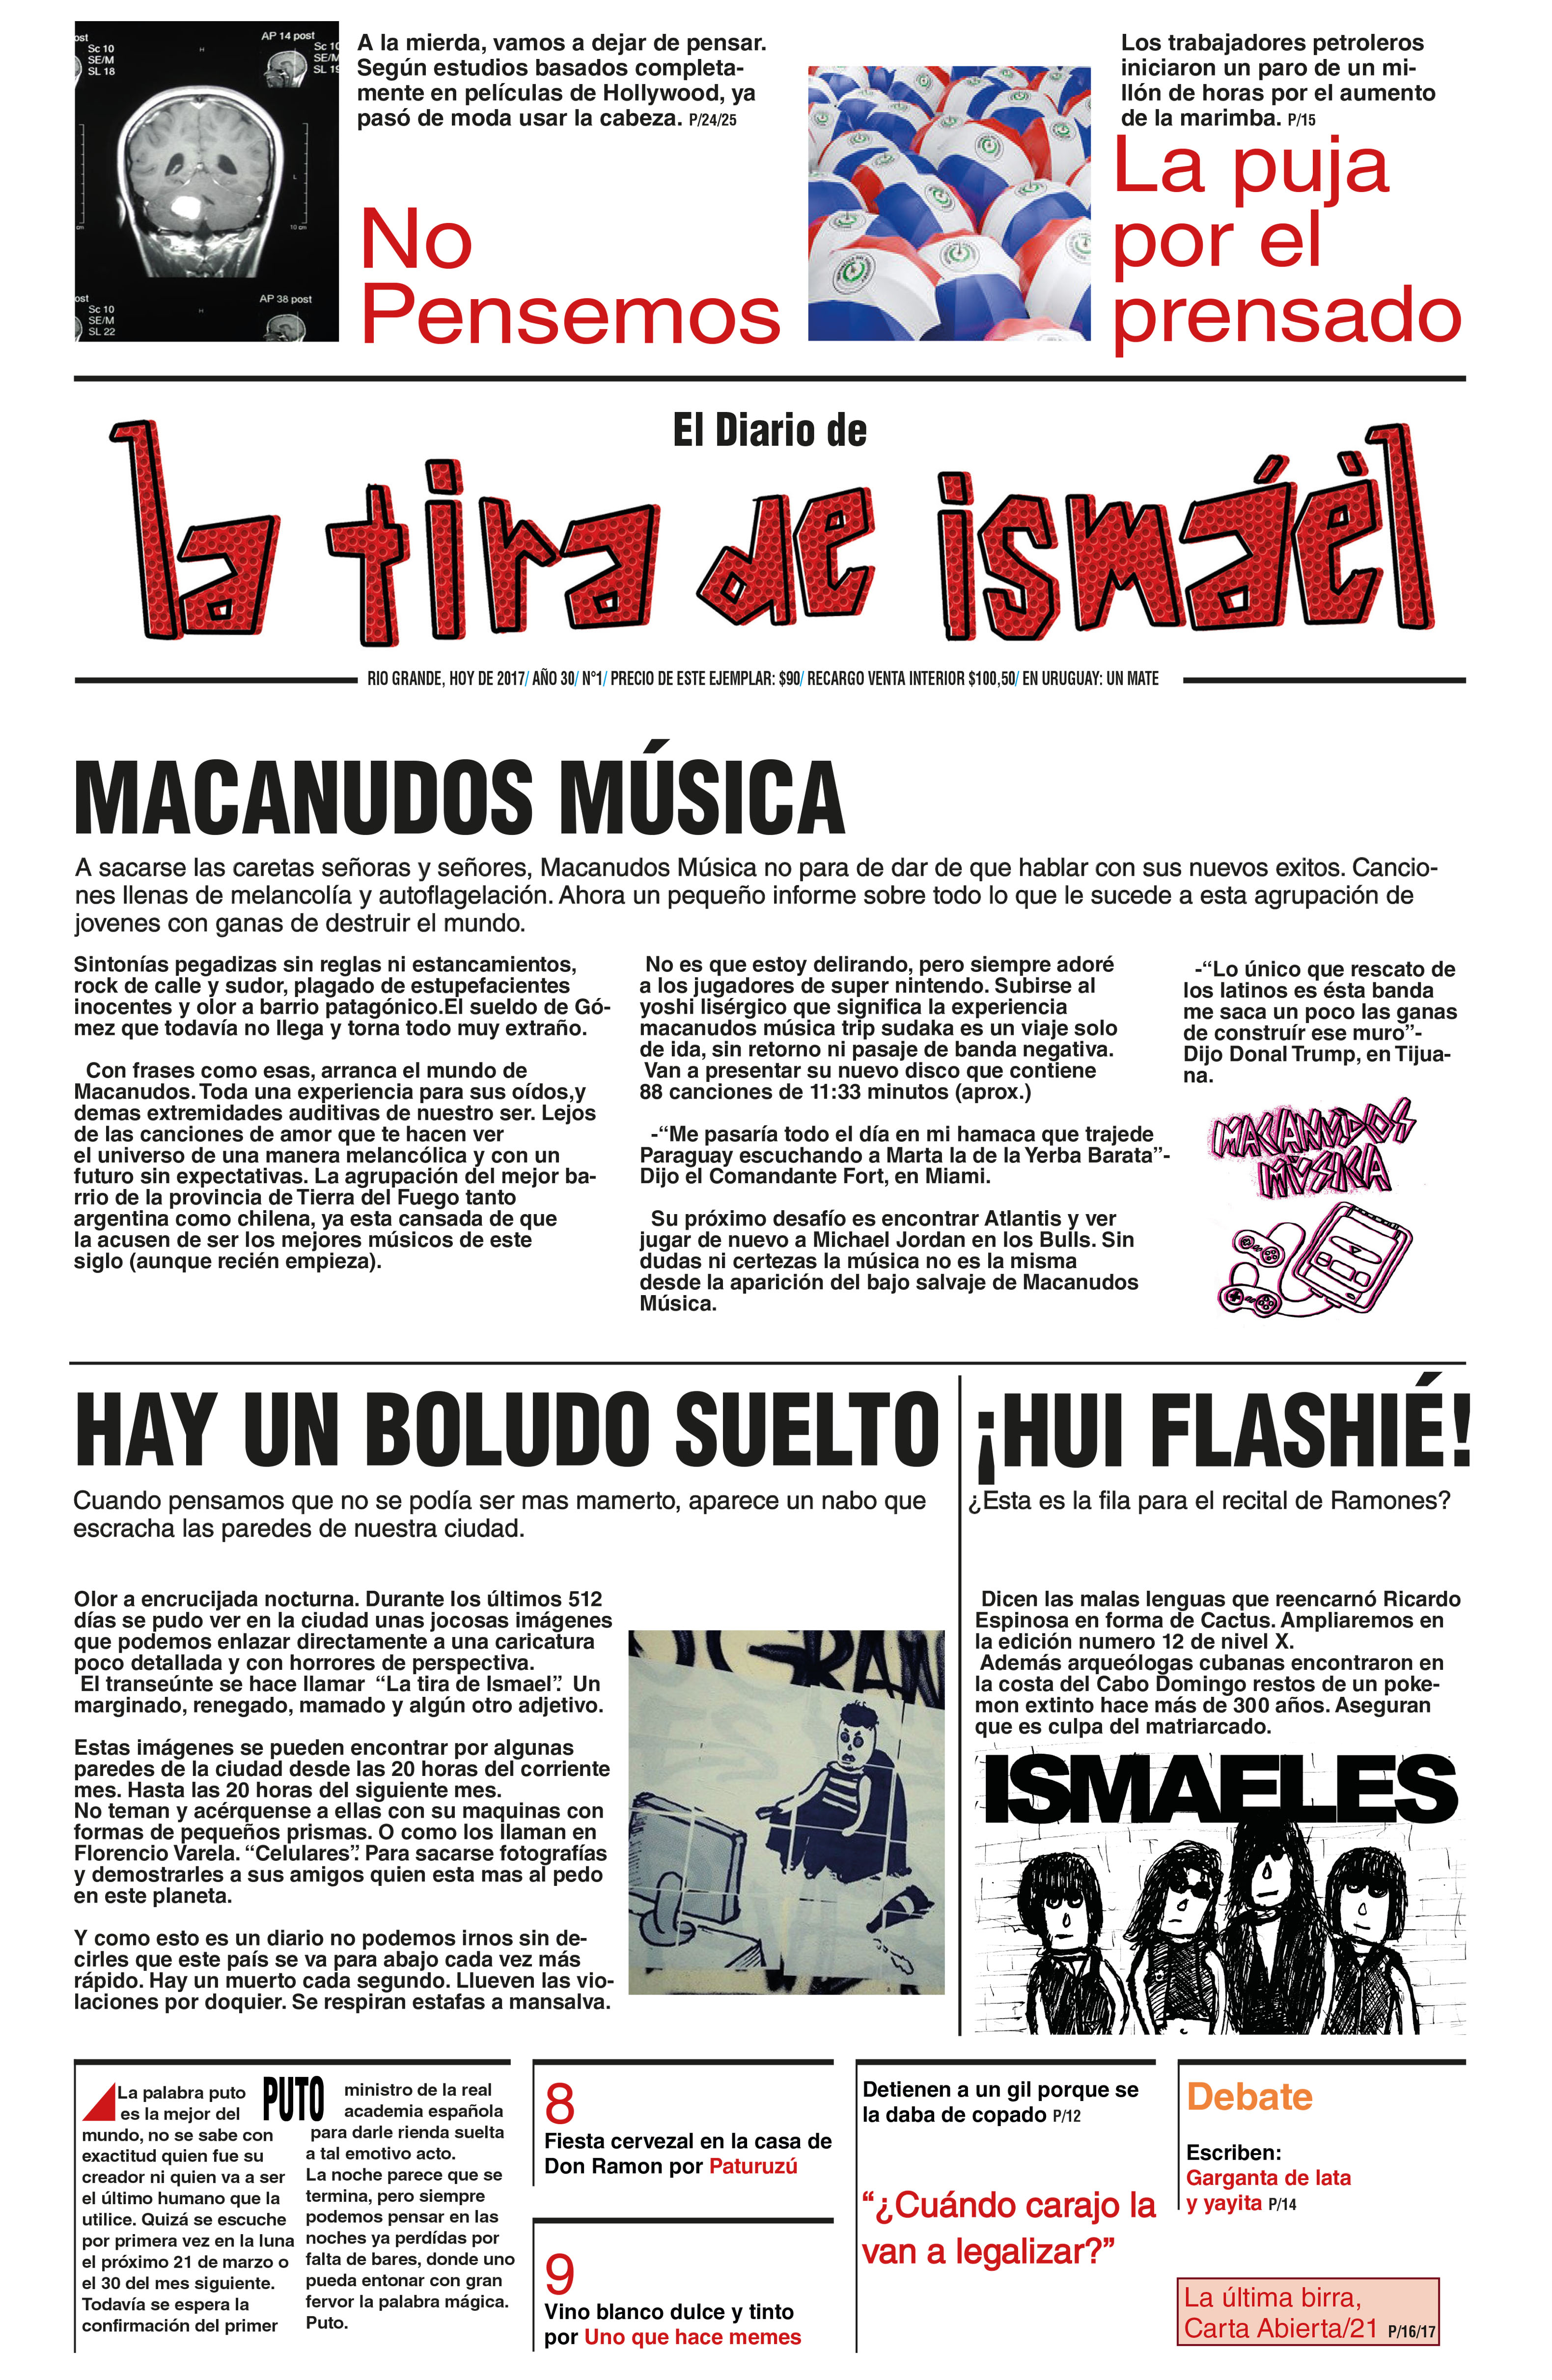 ost
Sc 10
SE/M
SL 18
AP 14 post
Sc 10
SE/M
SL 19
H
L
10 cm
cm
ost
Sc 10
SE/M
SL 22
H
AP 38 post
A la mierda, vamos a dejar de pensar.
Según estudios basados completa-
mente en películas de Hollywood, ya
pasó de moda usar la cabeza. P/24/25
No
Pensemos
Los trabajadores petroleros
iniciaron un paro de un mi-
llón de horas por el aumento
de la marimba. P/15
La puja
por el
prensado
El Diario de
la tira de ismáèl
RIO GRANDE, HOY DE 2017/ AÑO 30/ N°1/ PRECIO DE ESTE EJEMPLAR: $90/ RECARGO VENTA INTERIOR $100,50/ EN URUGUAY: UN MATE
MACANUDOS MÚSICA
A sacarse las caretas señoras y señores, Macanudos Música no para de dar de que hablar con sus nuevos exitos. Cancio-
nes llenas de melancolía y autoflagelación. Ahora un pequeño informe sobre todo lo que le sucede a esta agrupación de
jovenes con ganas de destruir el mundo.
Sintonías pegadizas sin reglas ni estancamientos,
rock de calle y sudor, plagado de estupefacientes
inocentes y olor a barrio patagónico.El sueldo de Gó-
mez que todavía no llega y torna todo muy extraño.
Con frases como esas, arranca el mundo de
Macanudos. Toda una experiencia para sus oídos,y
demas extremidades auditivas de nuestro ser. Lejos
de las canciones de amor que te hacen ver
el universo de una manera melancólica y con un
futuro sin expectativas. La agrupación del mejor ba-
rrio de la provincia de Tierra del Fuego tanto
argentina como chilena, ya esta cansada de que
la acusen de ser los mejores músicos de este
siglo (aunque recién empieza).
No es que estoy delirando, pero siempre adoré
a los jugadores de super nintendo. Subirse al
yoshi lisérgico que significa la experiencia
macanudos música trip sudaka es un viaje solo
de ida, sin retorno ni pasaje de banda negativa.
Van a presentar su nuevo disco que contiene
88 canciones de 11:33 minutos (aprox.)
-“Me pasaría todo el día en mi hamaca que trajede
Paraguay escuchando a Marta la de la Yerba Barata”-
Dijo el Comandante Fort, en Miami.
Su próximo desafío es encontrar Atlantis y ver
jugar de nuevo a Michael Jordan en los Bulls. Sin
dudas ni certezas la música no es la misma
desde la aparición del bajo salvaje de Macanudos
Música.
-“Lo único que rescato de
los latinos es ésta banda
me saca un poco las ganas
de construír ese muro”-
Dijo Donal Trump, en Tijua-
na.
MACANUDOS
MUSICA
HAY UN BOLUDO SUELTO
Cuando pensamos que no se podía ser mas mamerto, aparece un nabo que
escracha las paredes de nuestra ciudad.
Olor a encrucijada nocturna. Durante los últimos 512
días se pudo ver en la ciudad unas jocosas imágenes
que podemos enlazar directamente a una caricatura
poco detallada y con horrores de perspectiva.
El transeúnte se hace llamar “La tira de Ismael”. Un
marginado, renegado, mamado y algún otro adjetivo.
Estas imágenes se pueden encontrar por algunas
paredes de la ciudad desde las 20 horas del corriente
mes. Hasta las 20 horas del siguiente mes.
No teman y acérquense a ellas con su maquinas con
formas de pequeños prismas. O como los llaman en
Florencio Varela. “Celulares”. Para sacarse fotografías
y demostrarles a sus amigos quien esta mas al pedo
en este planeta.
Y como esto es un diario no podemos irnos sin de-
cirles que este país se va para abajo cada vez más
rápido. Hay un muerto cada segundo. Llueven las vio-
laciones por doquier. Se respiran estafas a mansalva.
OGRAN
¡HUI FLASHIÉ!
¿Esta es la fila para el recital de Ramones?
Dicen las malas lenguas que reencarnó Ricardo
Espinosa en forma de Cactus. Ampliaremos en
la edición numero 12 de nivel X.
Además arqueólogas cubanas encontraron en
la costa del Cabo Domingo restos de un poke-
mon extinto hace más de 300 años. Aseguran
que es culpa del matriarcado.
ISMAELES
PUTO
La palabra puto
es la mejor del
mundo, no se sabe con
exactitud quien fue su
creador ni quien va a ser
el último humano que la
utilice. Quizá se escuche
por primera vez en la luna
el próximo 21 de marzo o
el 30 del mes siguiente.
Todavía se espera la
confirmación del primer
ministro de la real
academia española
para darle rienda suelta
a tal emotivo acto.
La noche parece que se
termina, pero siempre
podemos pensar en las
noches ya perdídas por
falta de bares, donde uno
pueda entonar con gran
fervor la palabra mágica.
Puto.
8
Fiesta cervezal en la casa de
Don Ramon por Paturuzú
9
Vino blanco dulce y tinto
por Uno que hace memes
Detienen a un gil porque se
la daba de copado P/12
“¿Cuándo carajo la
van a legalizar?”
Debate
Escriben:
Garganta de lata
y yayita P/14
La última birra,
Carta Abierta/21 P/16/17